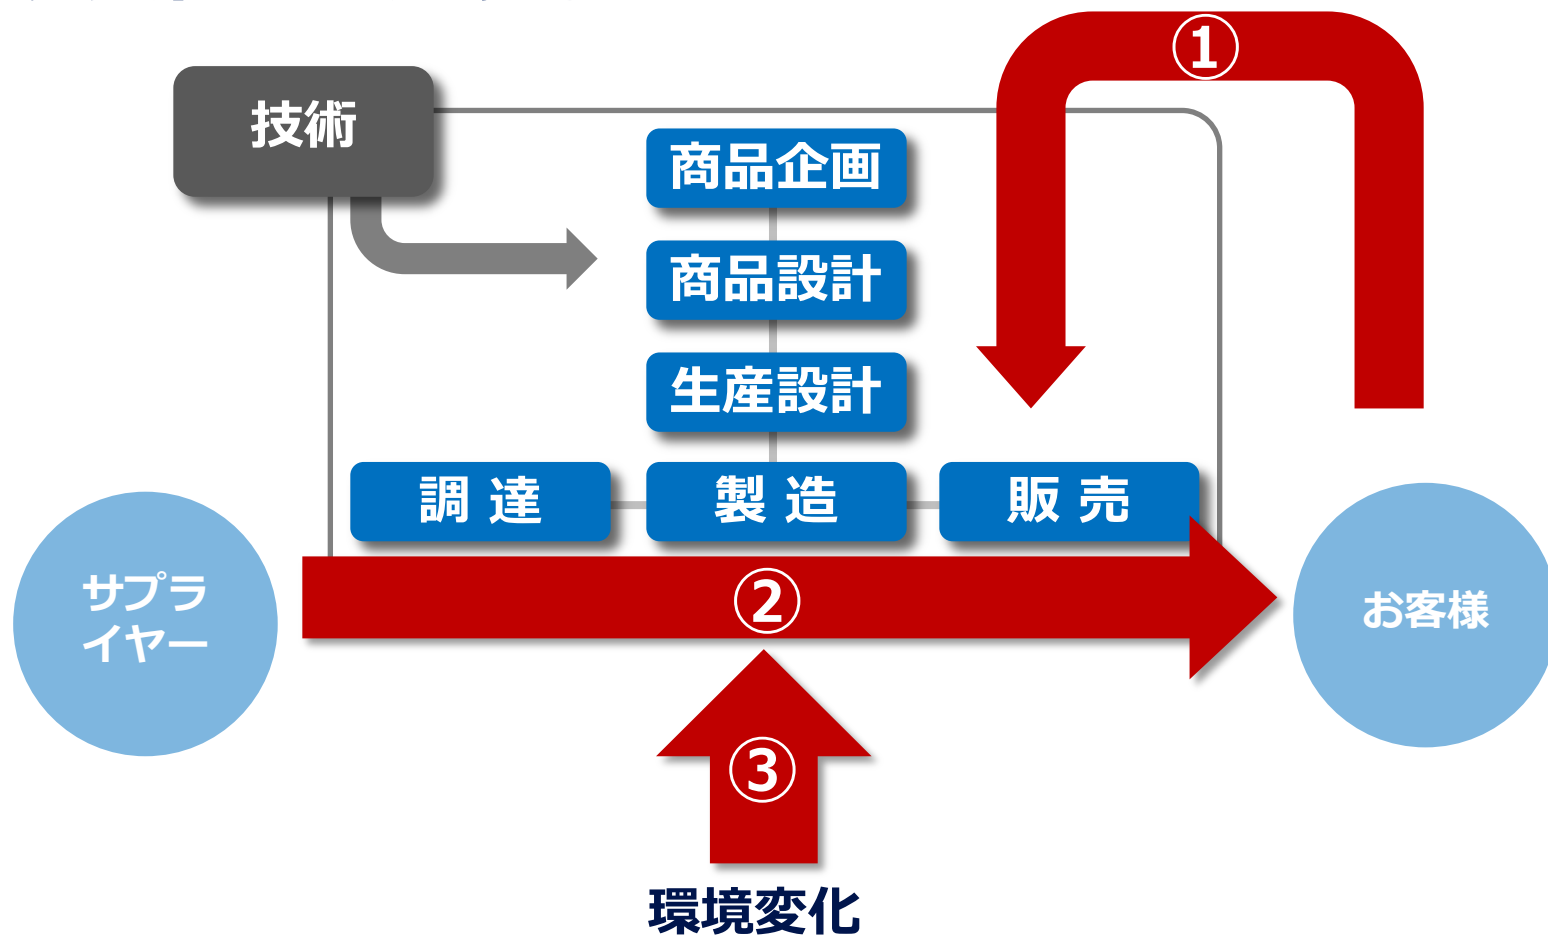 ①
技術
商品企画
商品設計
生産設計
調 達
製 造
販 売
サプラ
イヤー
②
お客様
③
環境変化